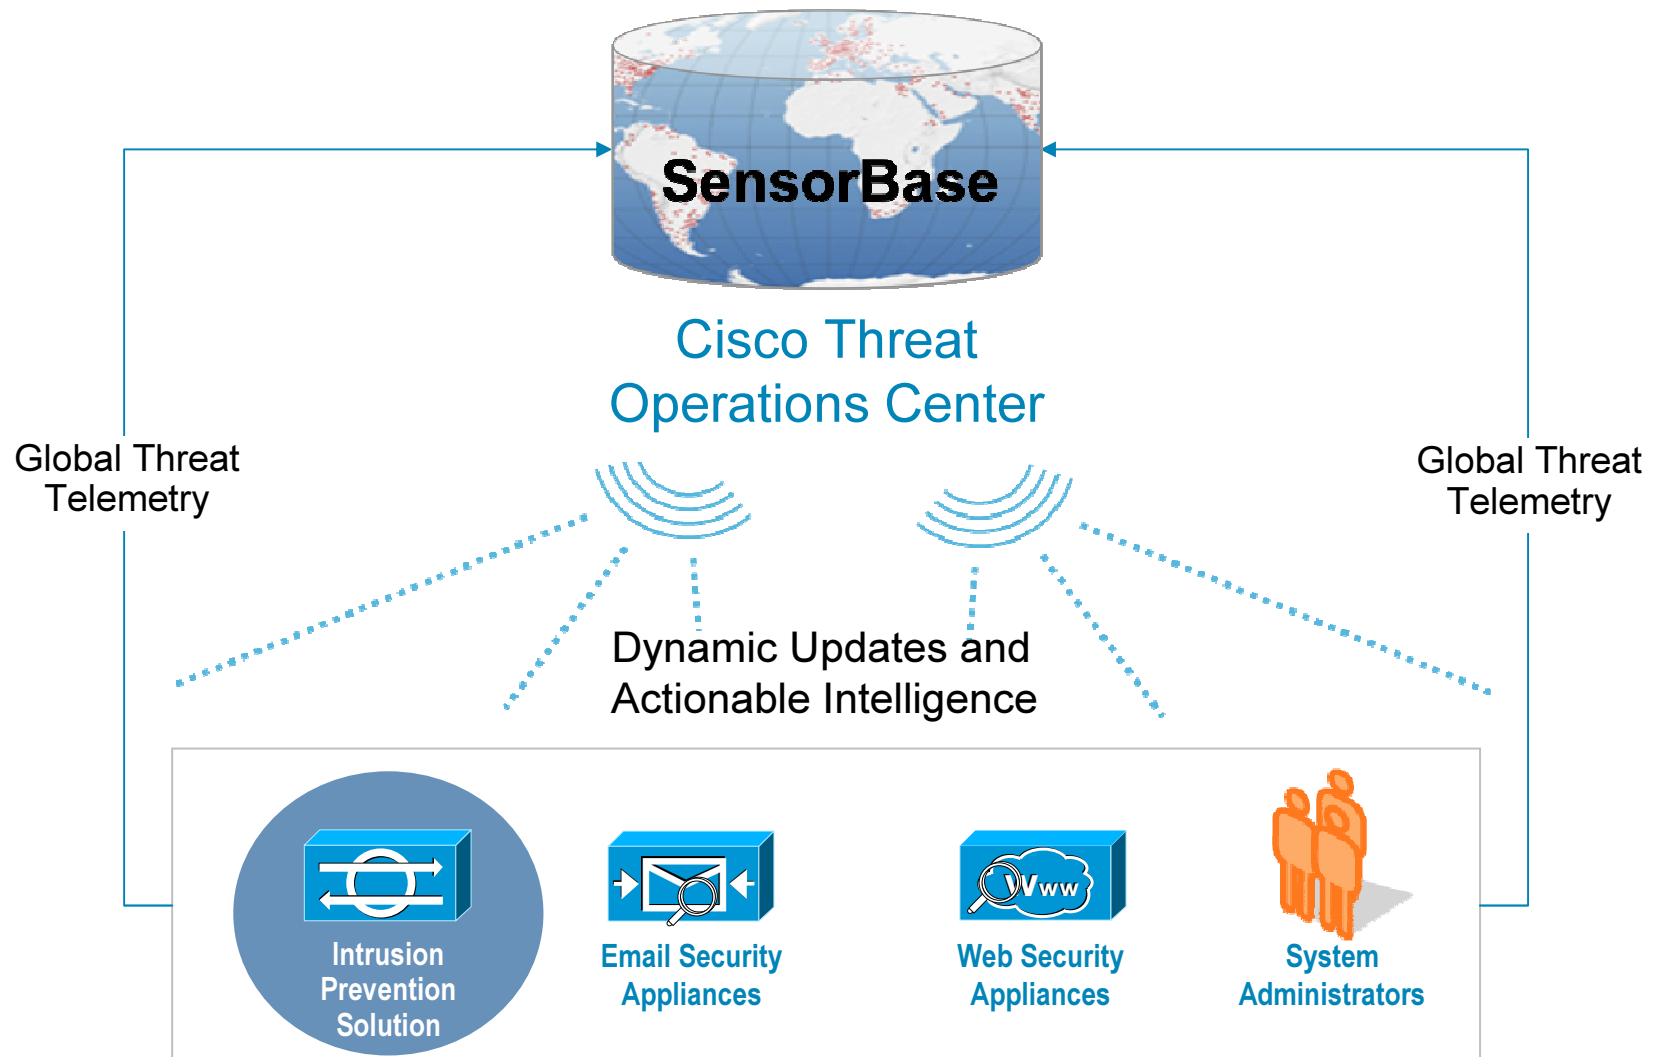 SensorBase
Cisco Threat
Operations Center
Global Threat
Telemetry
Global Threat
Telemetry
Dynamic Updates and
Actionable Intelligence
Www
Intrusion
Prevention
Solution
Email Security
Appliances
Web Security
Appliances
System
Administrators